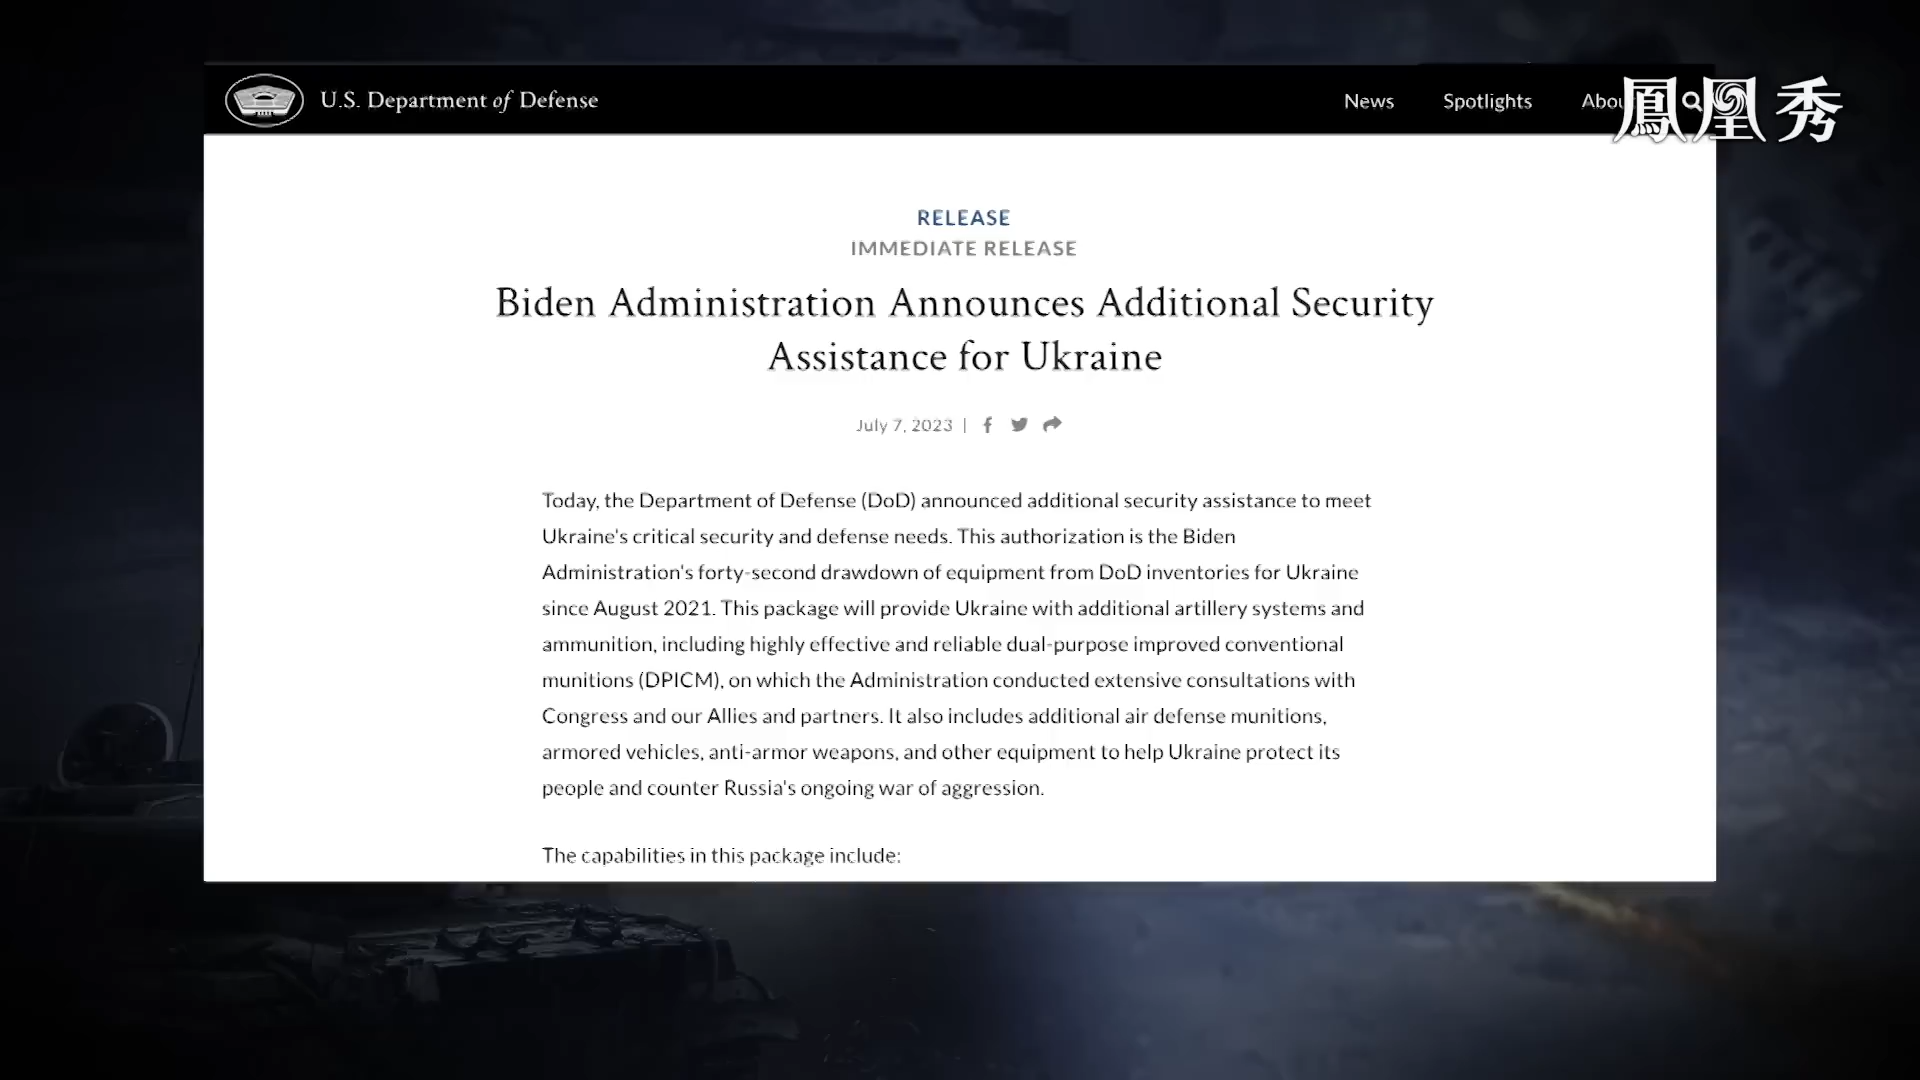 U.S. Department of Defense
News
Spotlights
鳳凰秀
RELEASE
IMMEDIATE RELEASE
Biden Administration Announces Additional Security
Assistance for Ukraine
July 7, 2023 |
Today, the Department of Defense (DoD) announced additional security assistance to meet
Ukraine's critical security and defense needs. This authorization is the Biden
Administration's forty-second drawdown of equipment from DoD inventories for Ukraine
since August 2021. This package will provide Ukraine with additional artillery systems and
ammunition, including highly effective and reliable dual-purpose improved conventional
munitions (DPICM), on which the Administration conducted extensive consultations with
Congress and our Allies and partners. It also includes additional air defense munitions,
armored vehicles, anti-armor weapons, and other equipment to help Ukraine protect its
people and counter Russia's ongoing war of aggression.
The capabilities in this package include: